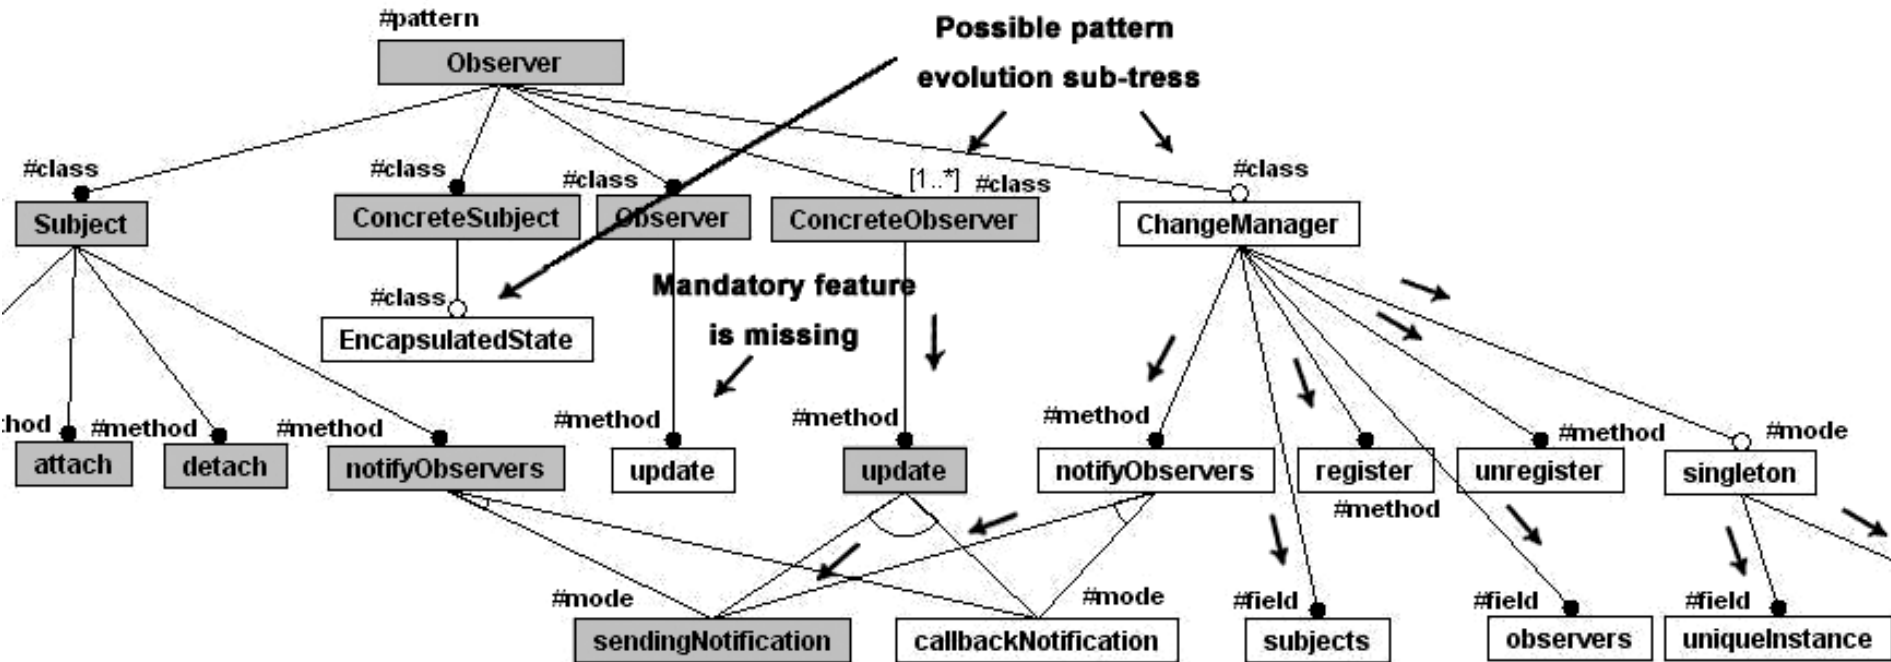 #pattern
Observer
Possible pattern
evolution sub-tress
#class
Subject
#class
ConcreteSubject
#class
Observer
[1..*] #class
ConcreteObserver
#class
ChangeManager
#class
EncapsulatedState
Mandatory feature
is missing
hod
attach
#method
detach
#method
notifyObservers
#method
update
#method
update
#method
notifyObservers
register
#method
#method
unregister
#mode
singleton
#mode
sendingNotification
#mode
callbackNotification
#field
subjects
#field
observers
#field
uniqueInstance